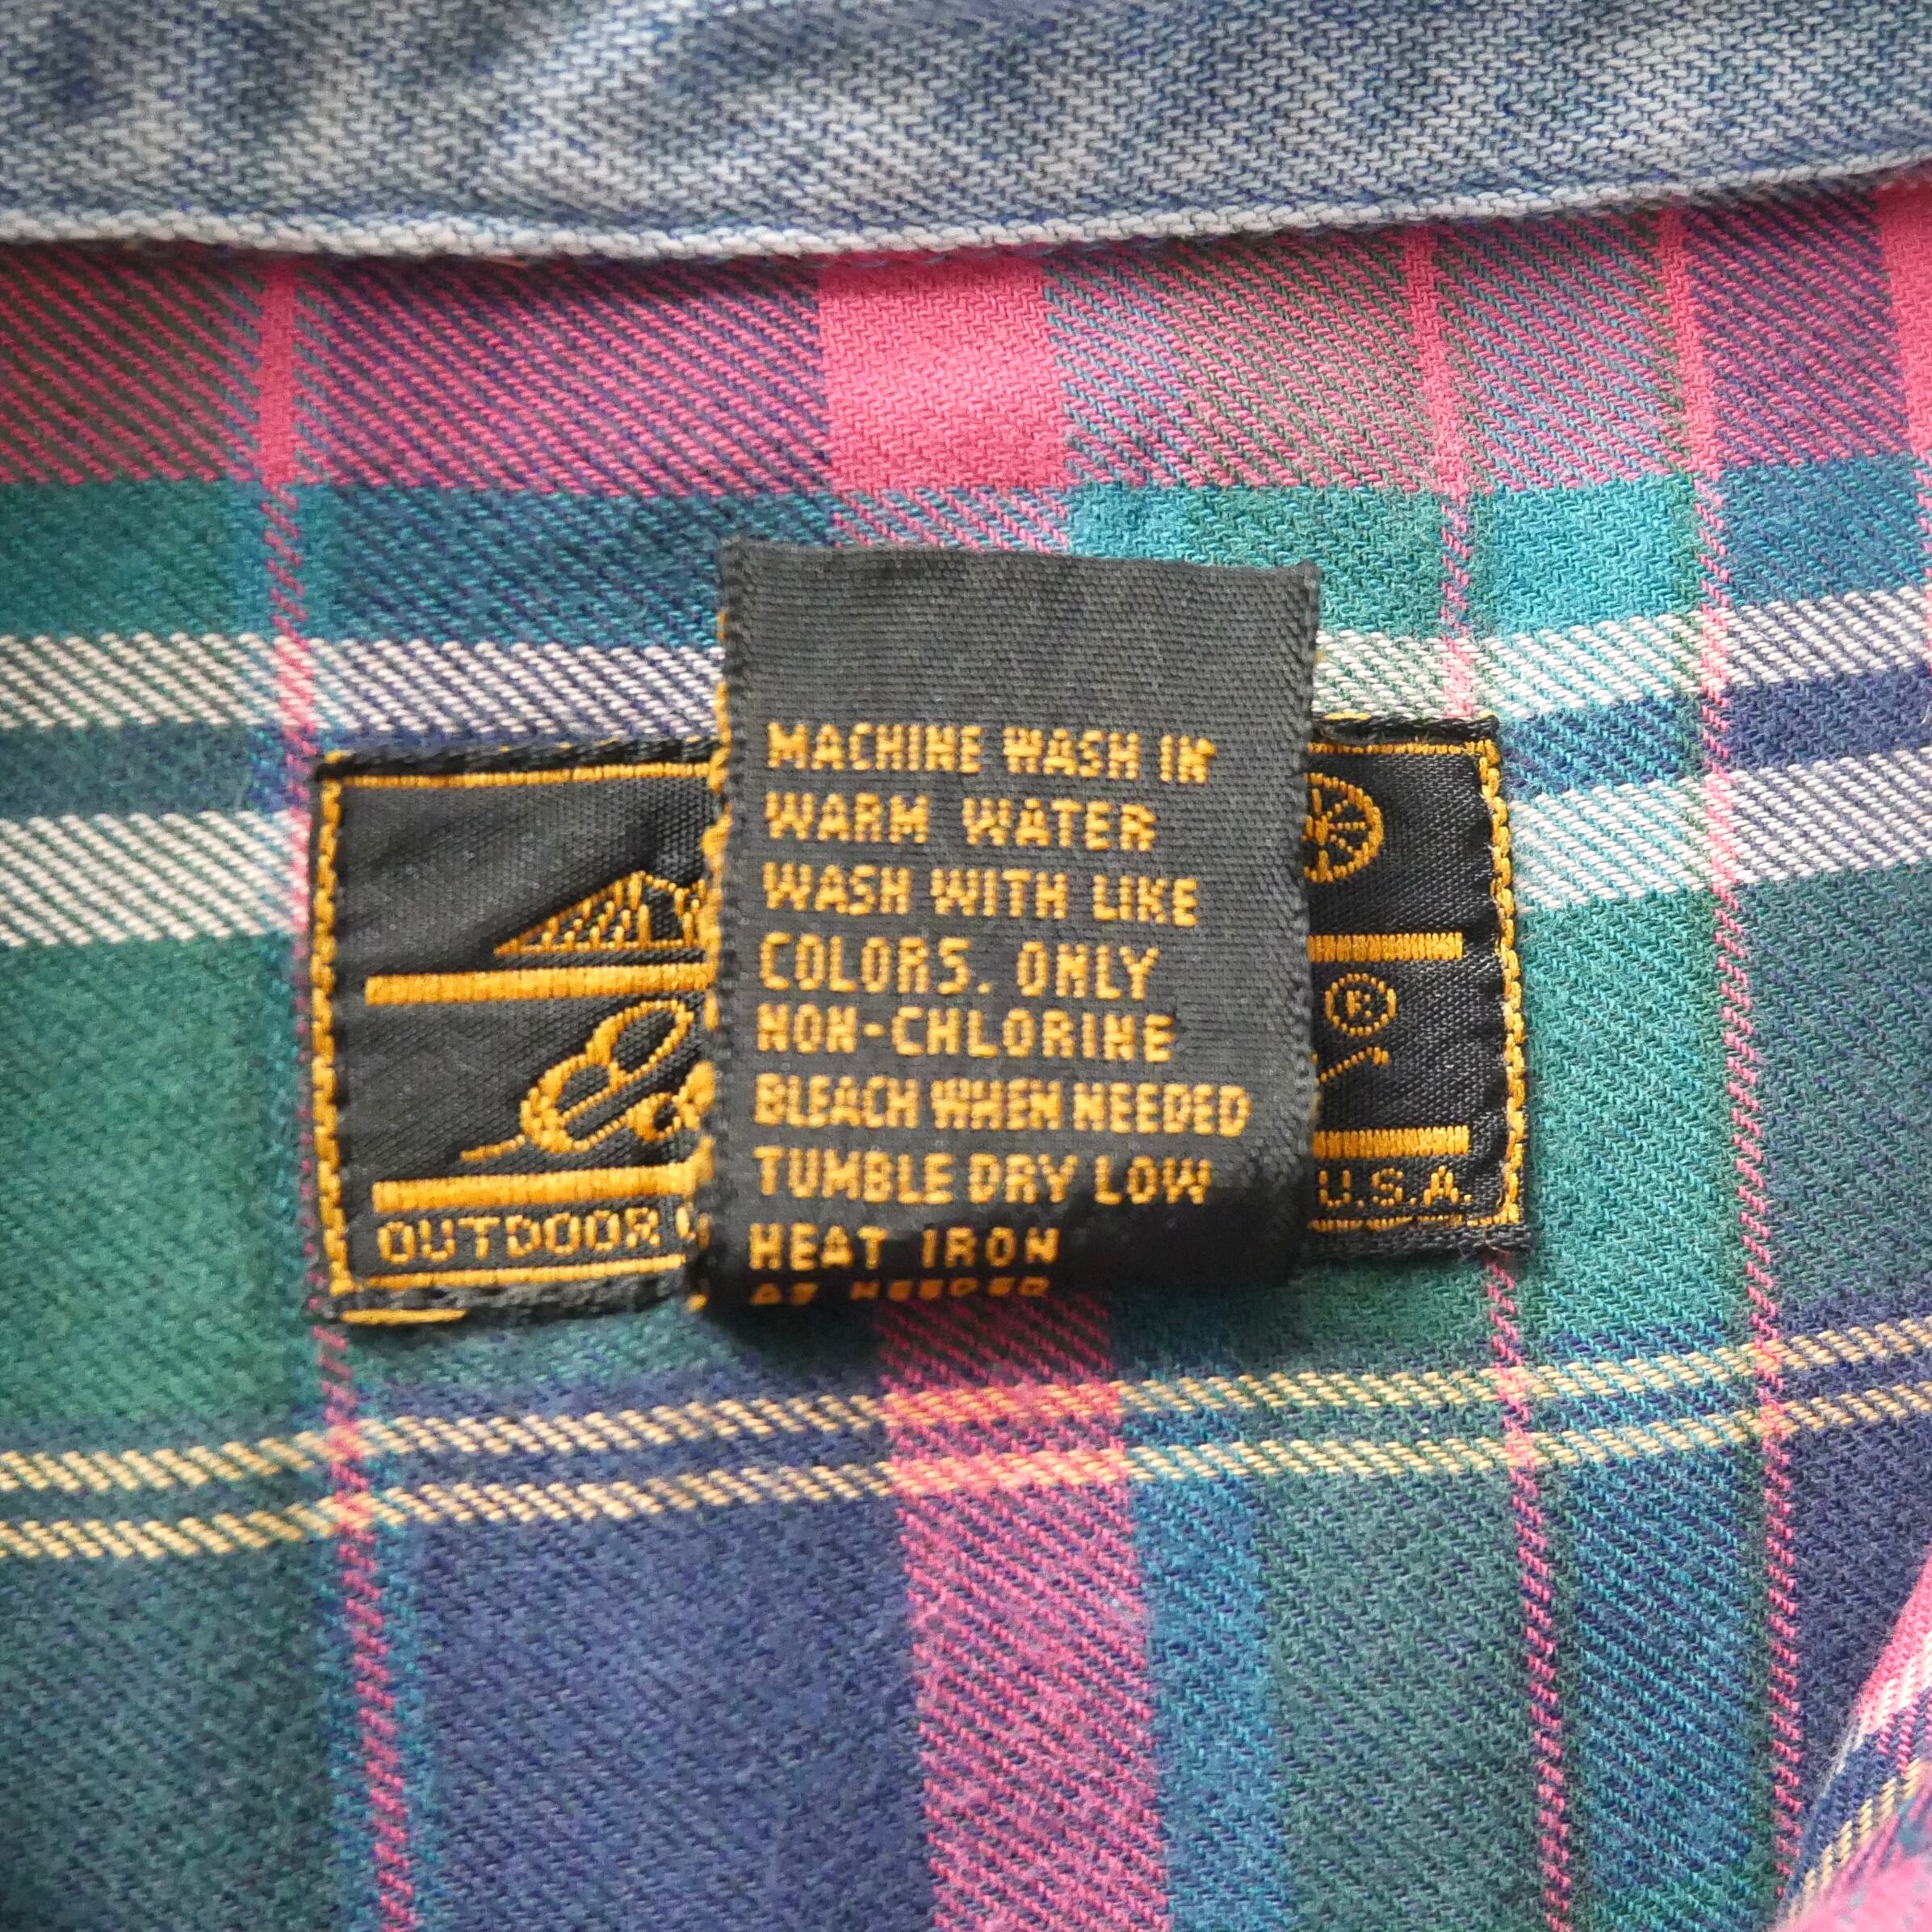 MACHINE WASH IN
WARM WATER
WASH WITH LIKE
COLORS. ONLY
NON-CHLORINE
BLEACH WHEN NEEDED
TUMBLE DRY LOW
HEAT IRON
AS NEEDED
®
OUTDOOR
U.S.A.